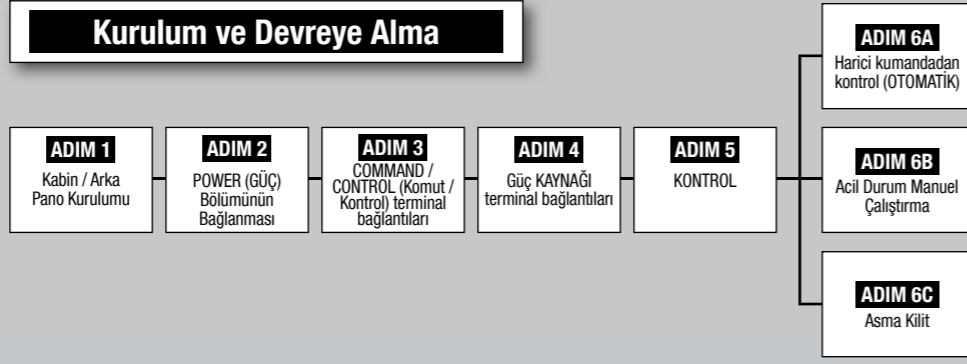 Kurulum ve Devreye Alma
ADIM 1
Kabin / Arka
Pano Kurulumu
ADIM 2
POWER (GÜÇ)
Bölümünün
Bağlanması
ADIM 3
COMMAND /
CONTROL (Komut /
Kontrol) terminal
bağlantıları
ADIM 4
Güç KAYNAĞI
terminal bağlantıları
ADIM 5
KONTROL
ADIM 6A
Harici kumandadan
kontrol (OTOMATİK)
ADIM 6B
Acil Durum Manuel
Çalıştırma
ADIM 6C
Asma Kilit